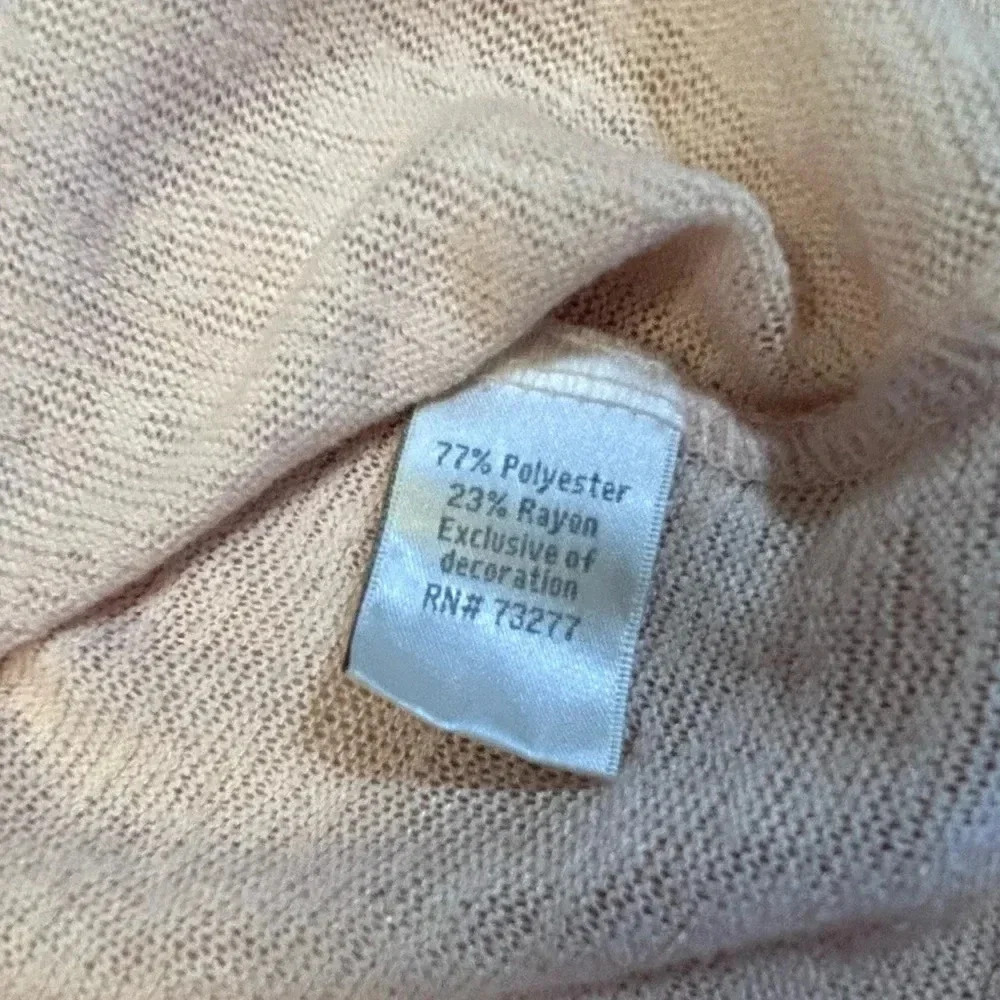 77% Polyester
23% Rayon
Exclusive of
decoration
RN# 73277